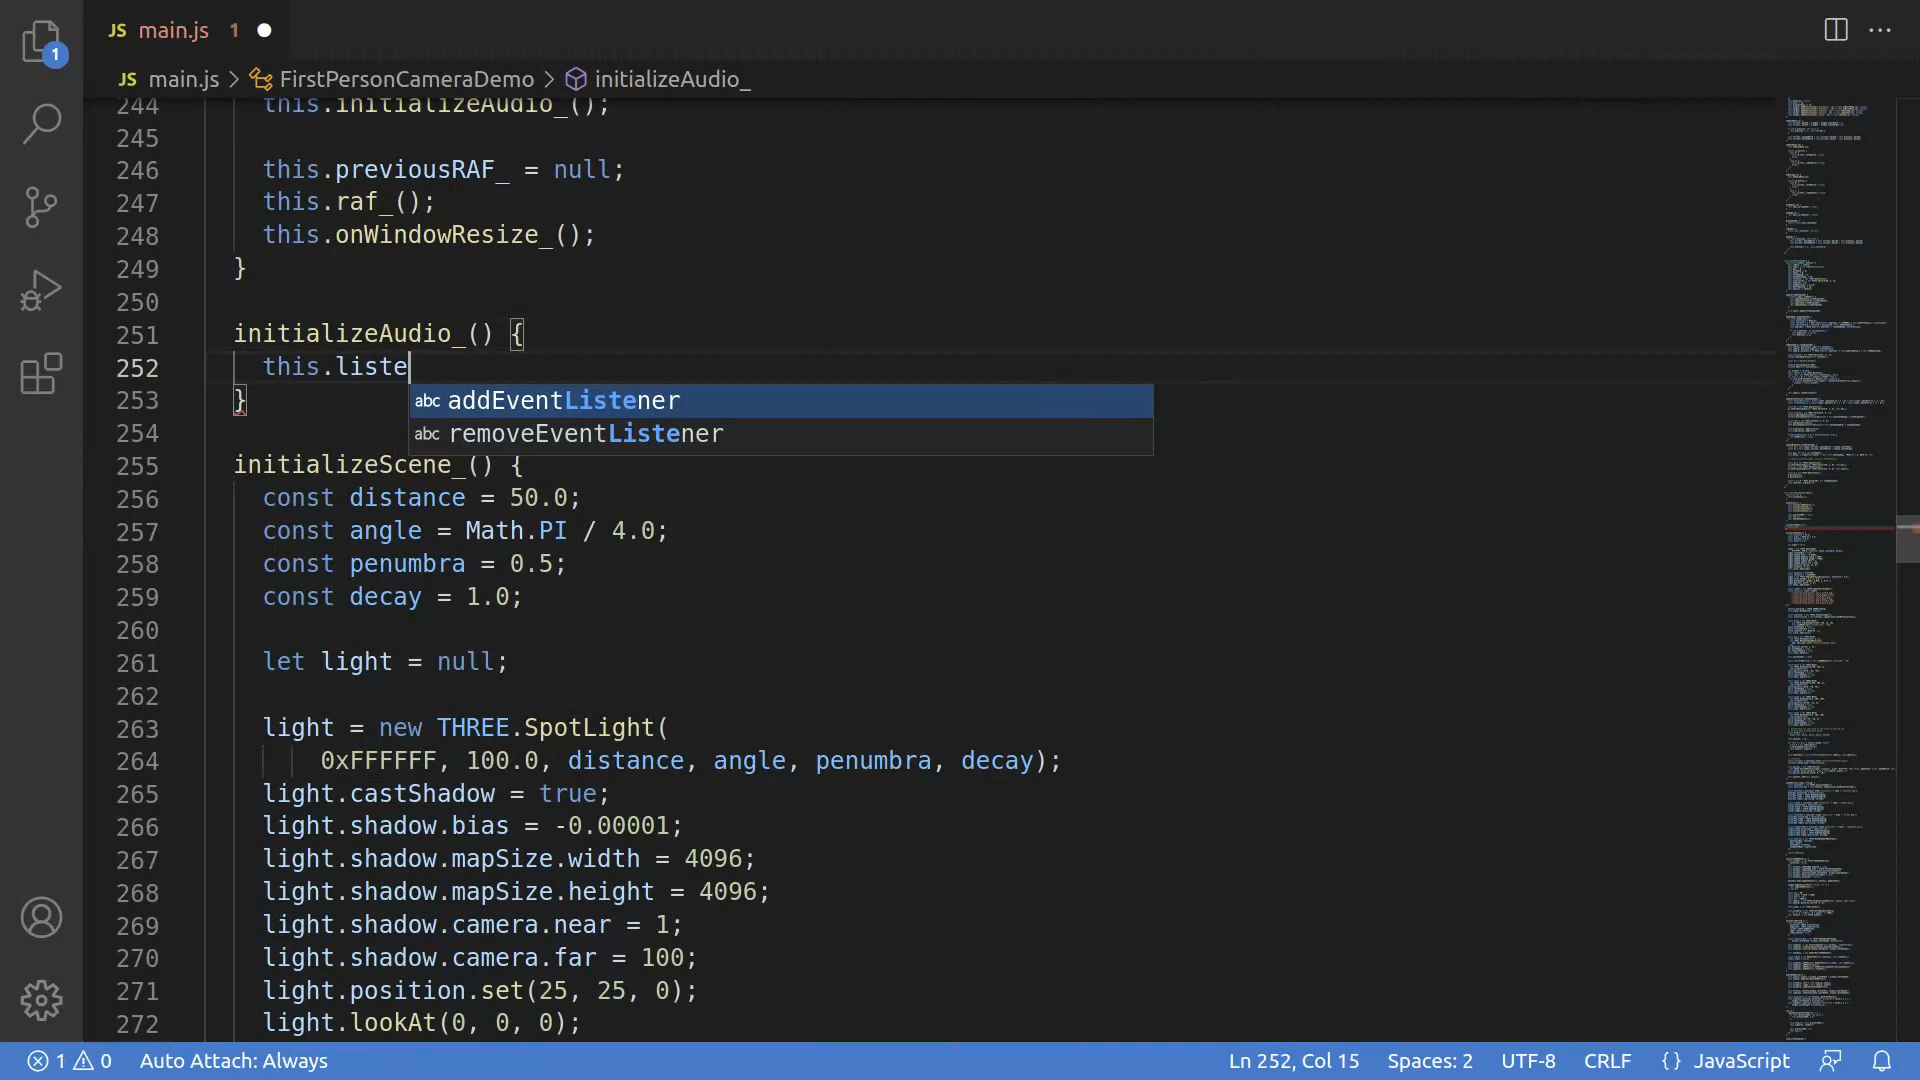 JS main.js 1
1
JS main.js > FirstPersonCameraDemo > initializeAudio_
244 this.initializeAudio_();
245
246 this.previousRAF_ = null;
247 this.raf_();
248 this.onWindowResize_();
249 }
250
251 initializeAudio_() {
252 this.liste
253 }
abc addEventListener
abc removeEventListener
254
255 initializeScene_() {
256 const distance = 50.0;
257 const angle = Math.PI / 4.0;
258 const penumbra = 0.5;
259 const decay = 1.0;
260
261 let light = null;
262
263 light = new THREE.SpotLight(
264 0xFFFFFF, 100.0, distance, angle, penumbra, decay);
265 light.castShadow = true;
266 light.shadow.bias = -0.00001;
267 light.shadow.mapSize.width = 4096;
268 light.shadow.mapSize.height = 4096;
269 light.shadow.camera.near = 1;
270 light.shadow.camera.far = 100;
271 light.position.set(25, 25, 0);
272 light.lookAt(0, 0, 0);
1 0 Auto Attach: Always Ln 252, Col 15 Spaces: 2 UTF-8 CRLF {} JavaScript